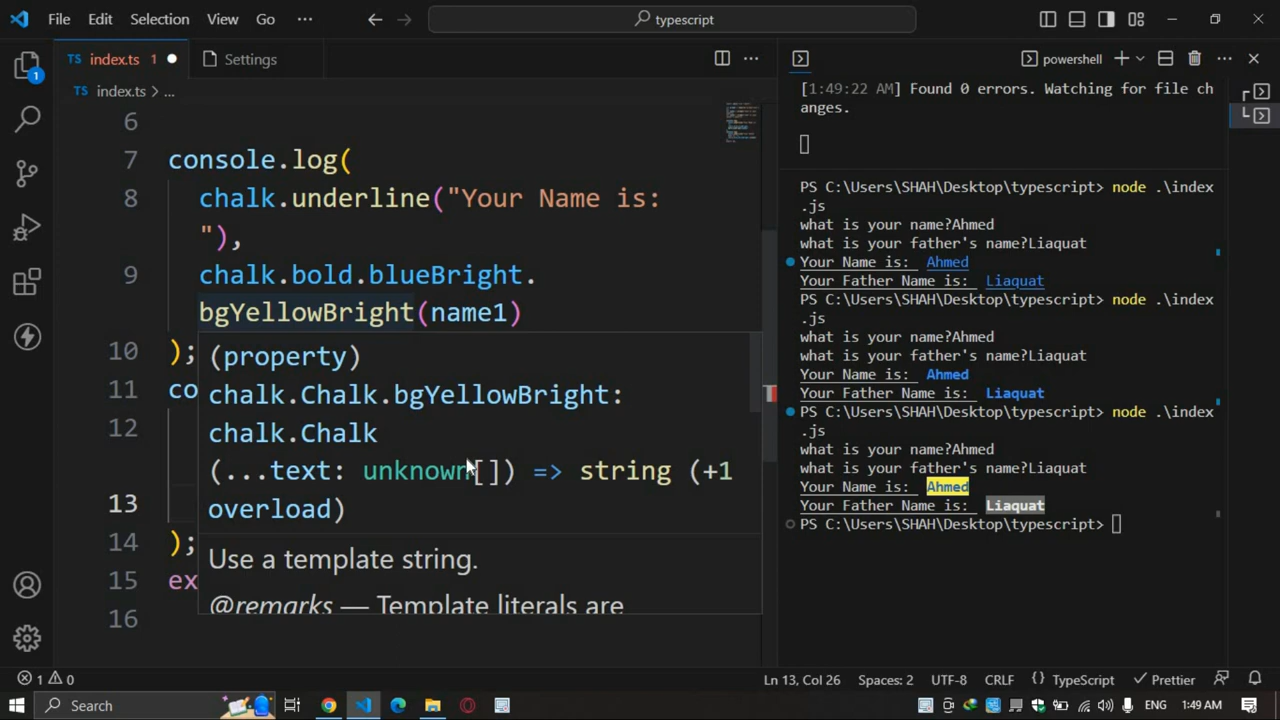 File Edit Selection View Go ··· typescript
TS index.ts 1 Settings
TS index.ts > ...
6
7 console.log(
8 chalk.underline("Your Name is:
"),
9 chalk.bold.blueBright.
bgYellowBright(name1)
10 );
11 co
12
13
14 );
15 ex
16
(property)
chalk.Chalk.bgYellowBright:
chalk.Chalk
(...text: unknown[]) => string (+1
overload)
Use a template string.
@remarks — Template literals are
powershell
[1:49:22 AM] Found 0 errors. Watching for file ch
anges.
PS C:\Users\SHAH\Desktop\typescript> node .\index
.js
what is your name?Ahmed
what is your father's name?Liaquat
Your Name is: Ahmed
Your Father Name is: Liaquat
PS C:\Users\SHAH\Desktop\typescript> node .\index
.js
what is your name?Ahmed
what is your father's name?Liaquat
Your Name is: Ahmed
Your Father Name is: Liaquat
PS C:\Users\SHAH\Desktop\typescript> node .\index
.js
what is your name?Ahmed
what is your father's name?Liaquat
Your Name is: Ahmed
Your Father Name is: Liaquat
PS C:\Users\SHAH\Desktop\typescript>
1
1 0 Ln 13, Col 26 Spaces: 2 UTF-8 CRLF {} TypeScript Prettier
Search ENG 1:49 AM